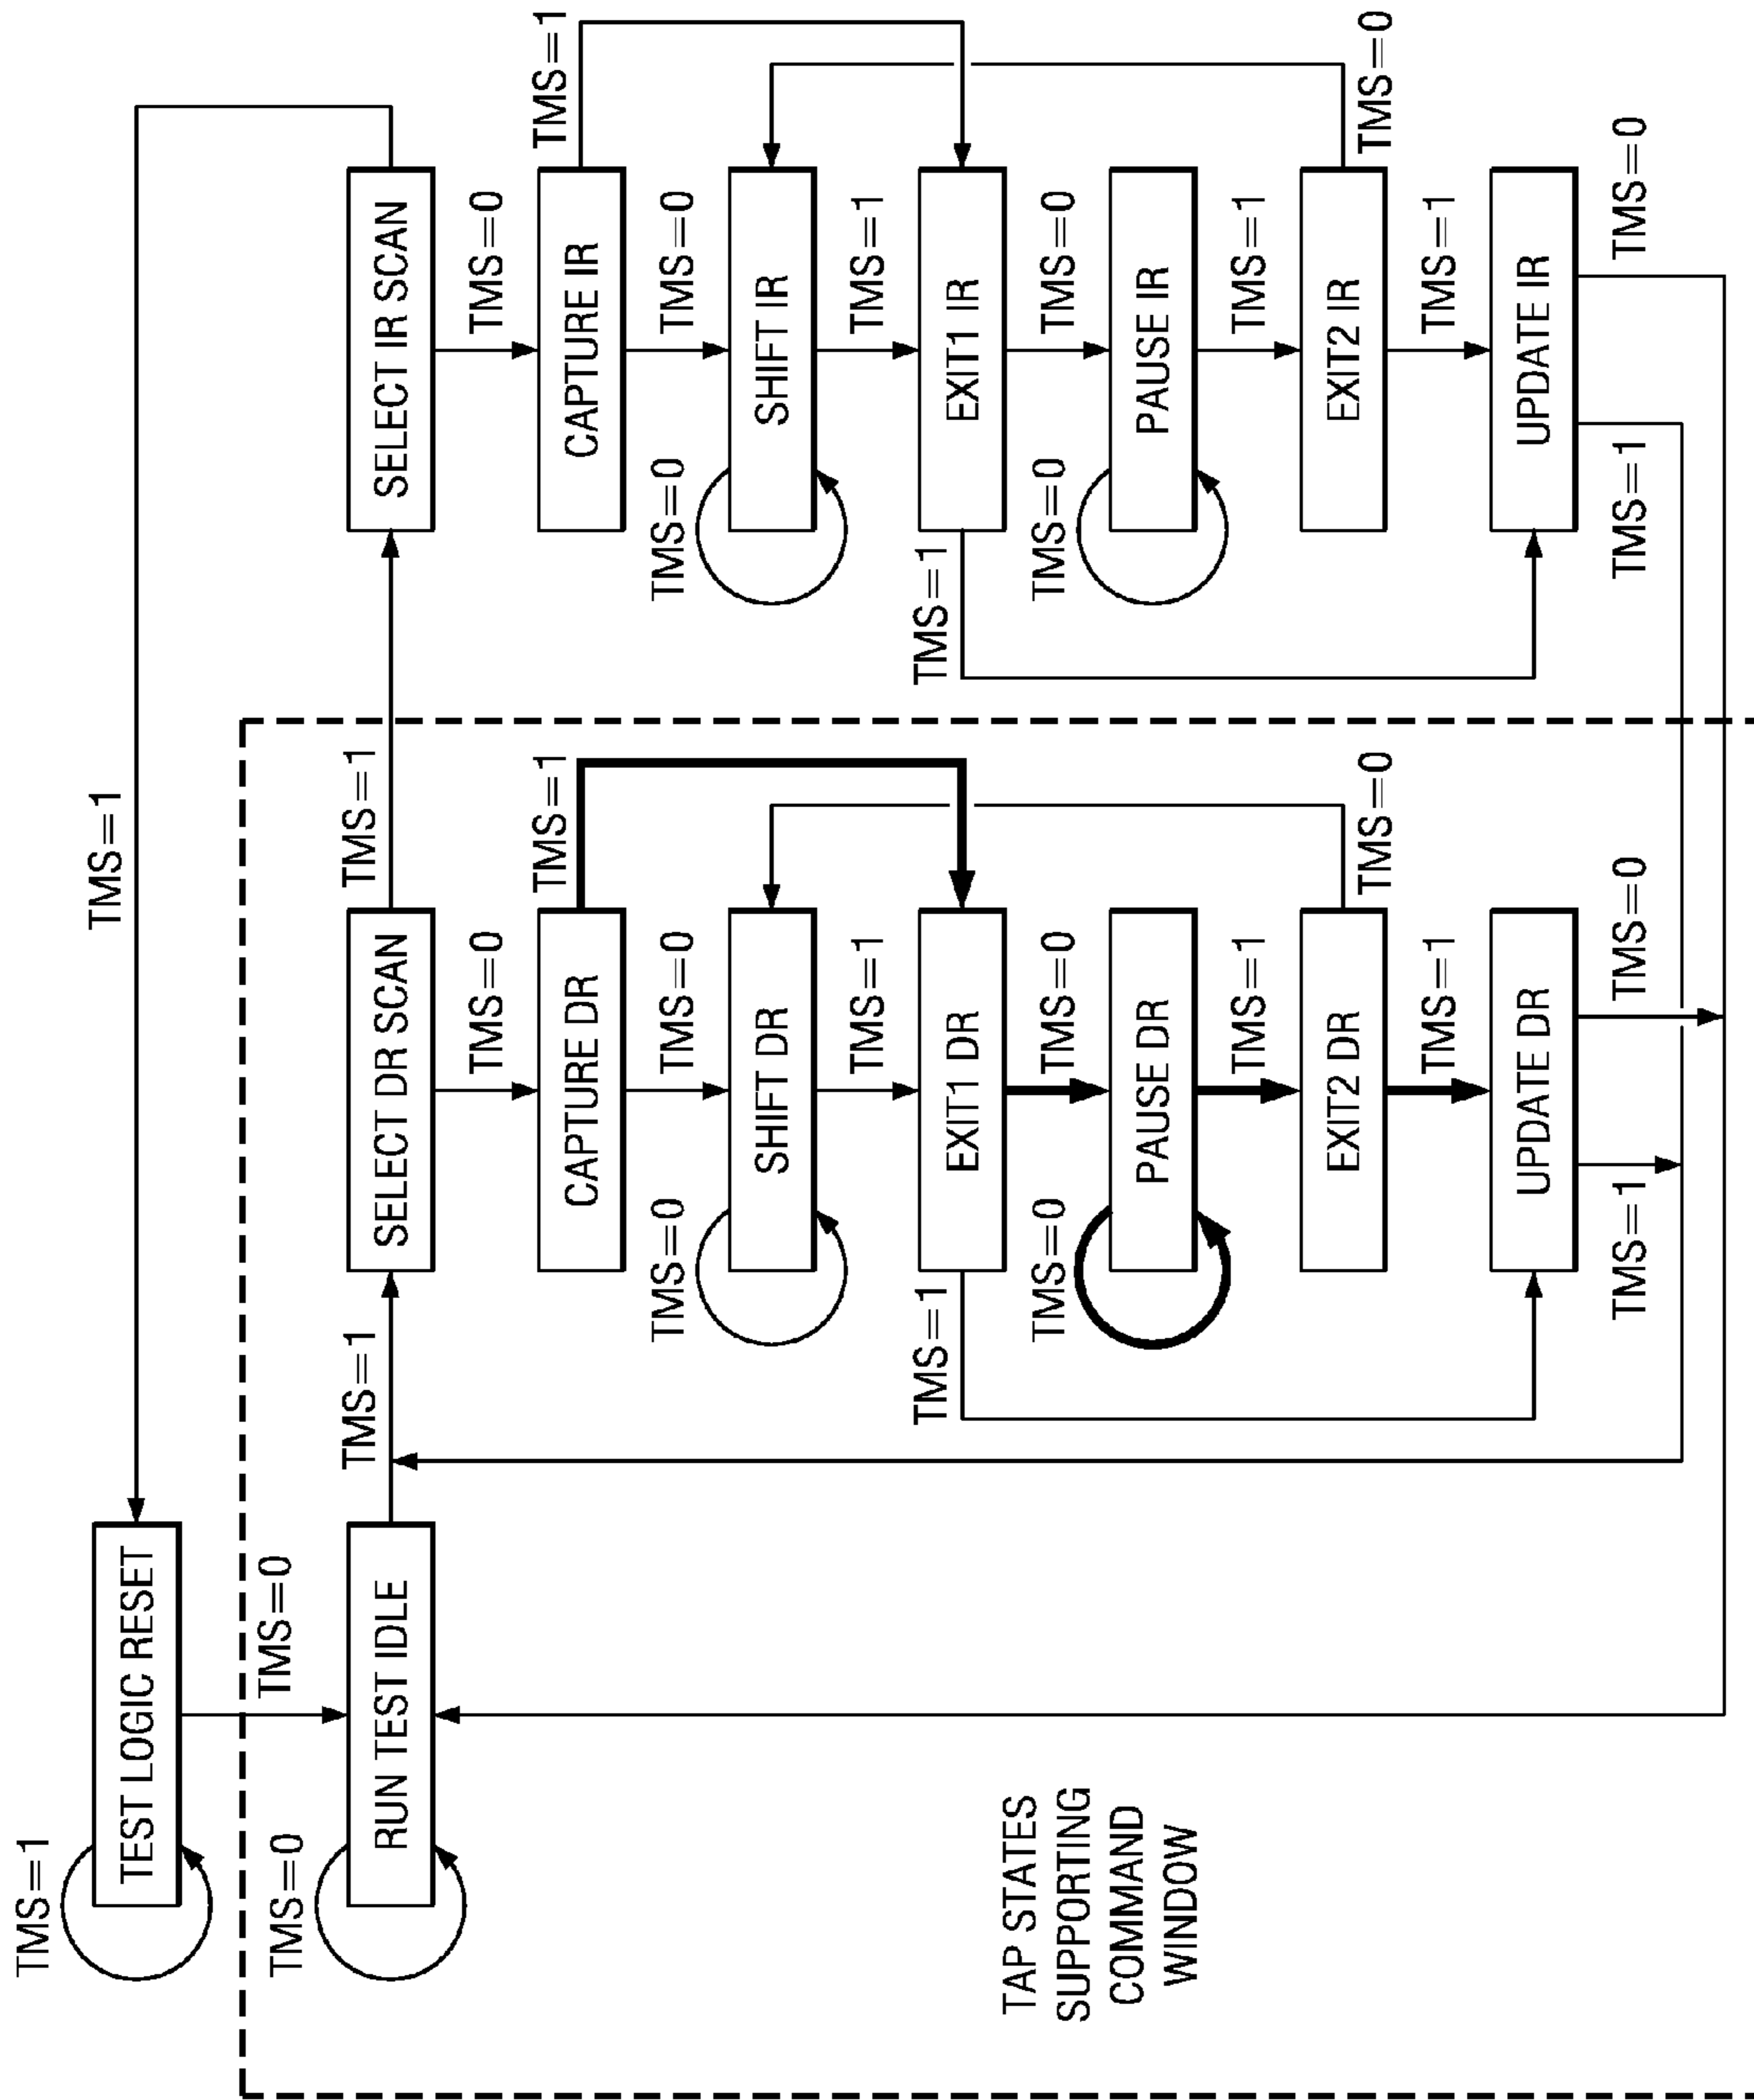 TMS=1
TEST LOGIC RESET
TMS=1
TMS=0
TMS=0
RUN TEST IDLE
TMS=1
SELECT DR SCAN
TMS=1
SELECT IR SCAN
TMS=0
CAPTURE DR
TMS=1
TMS=0
CAPTURE IR
TMS=1
TMS=0
TMS=0
SHIFT DR
TMS=0
TMS=0
SHIFT IR
TMS=1
TMS=1
TMS=1
EXIT1 DR
TMS=1
EXIT1 IR
TMS=0
TMS=0
TMS=0
PAUSE DR
TMS=0
PAUSE IR
TMS=1
TMS=1
EXIT2 DR
TMS=0
EXIT2 IR
TMS=0
TMS=1
TMS=1
UPDATE DR
UPDATE IR
TMS=1
TMS=0
TMS=1
TMS=0
TAP STATES
SUPPORTING
COMMAND
WINDOW